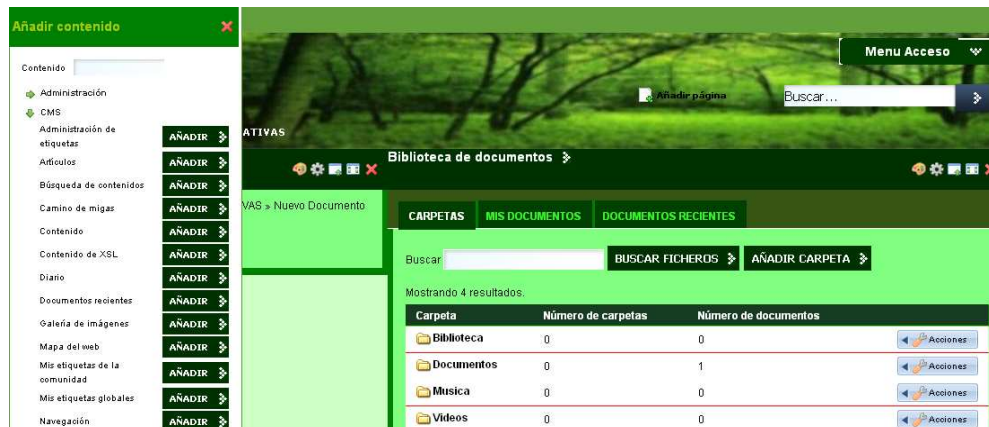 Añadir contenido
Contenido
Administración
CMS
Administración de
etiquetas
AÑADIR
Artículos
AÑADIR
Búsqueda de contenidos
AÑADIR
Camino de migas
AÑADIR
Contenido
AÑADIR
Contenido de XSL
AÑADIR
Diario
AÑADIR
Documentos recientes
AÑADIR
Galería de imágenes
AÑADIR
Mapa del web
AÑADIR
Mis etiquetas de la
comunidad
AÑADIR
Mis etiquetas globales
AÑADIR
Navegación
AÑADIR
Menu Acceso
Añadir página
Buscar...
ATIVAS
VAS » Nuevo Documento
Biblioteca de documentos
CARPETAS MIS DOCUMENTOS DOCUMENTOS RECIENTES
Buscar BUSCAR FICHEROS AÑADIR CARPETA
Mostrando 4 resultados.
Carpeta Número de carpetas Número de documentos
Biblioteca 0 0 Acciones
Documentos 0 1 Acciones
Musica 0 0 Acciones
Videos 0 0 Acciones